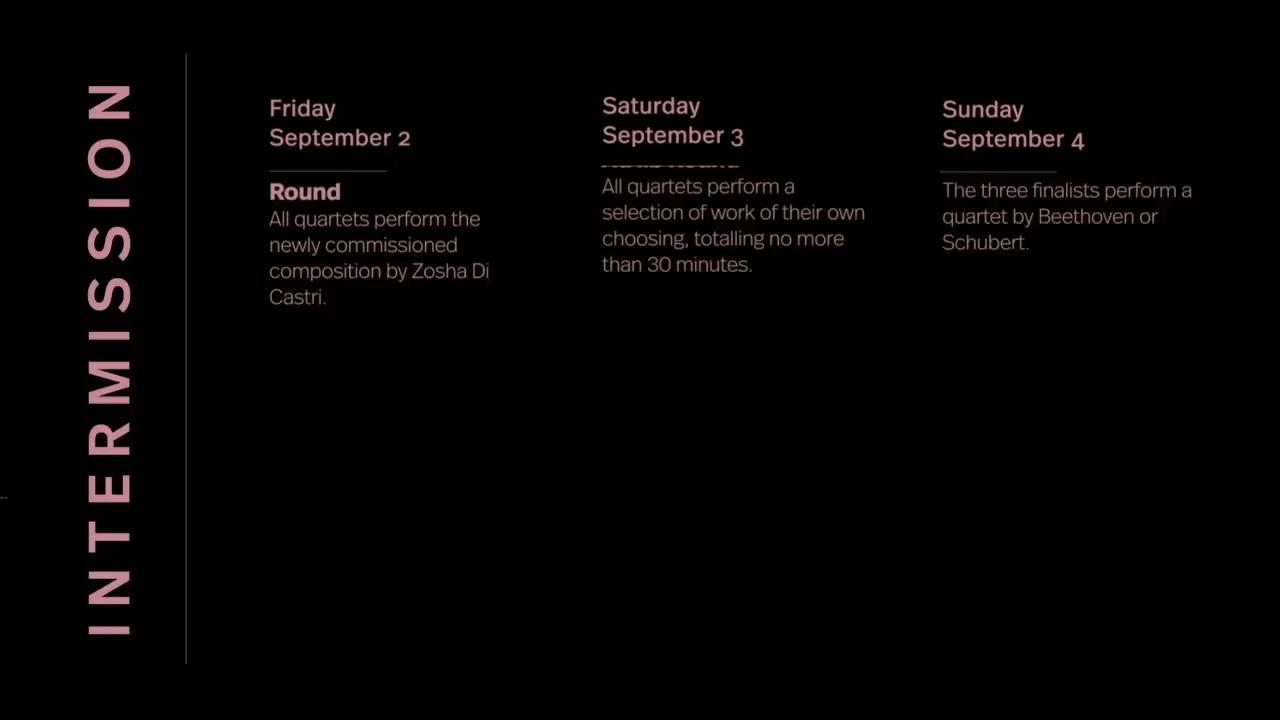 INTERMISSION
Friday
September 2
Round
All quartets perform the
newly commissioned
composition by Zosha Di
Castri.
Saturday
September 3
All quartets perform a
selection of work of their own
choosing, totalling no more
than 30 minutes.
Sunday
September 4
The three finalists perform a
quartet by Beethoven or
Schubert.